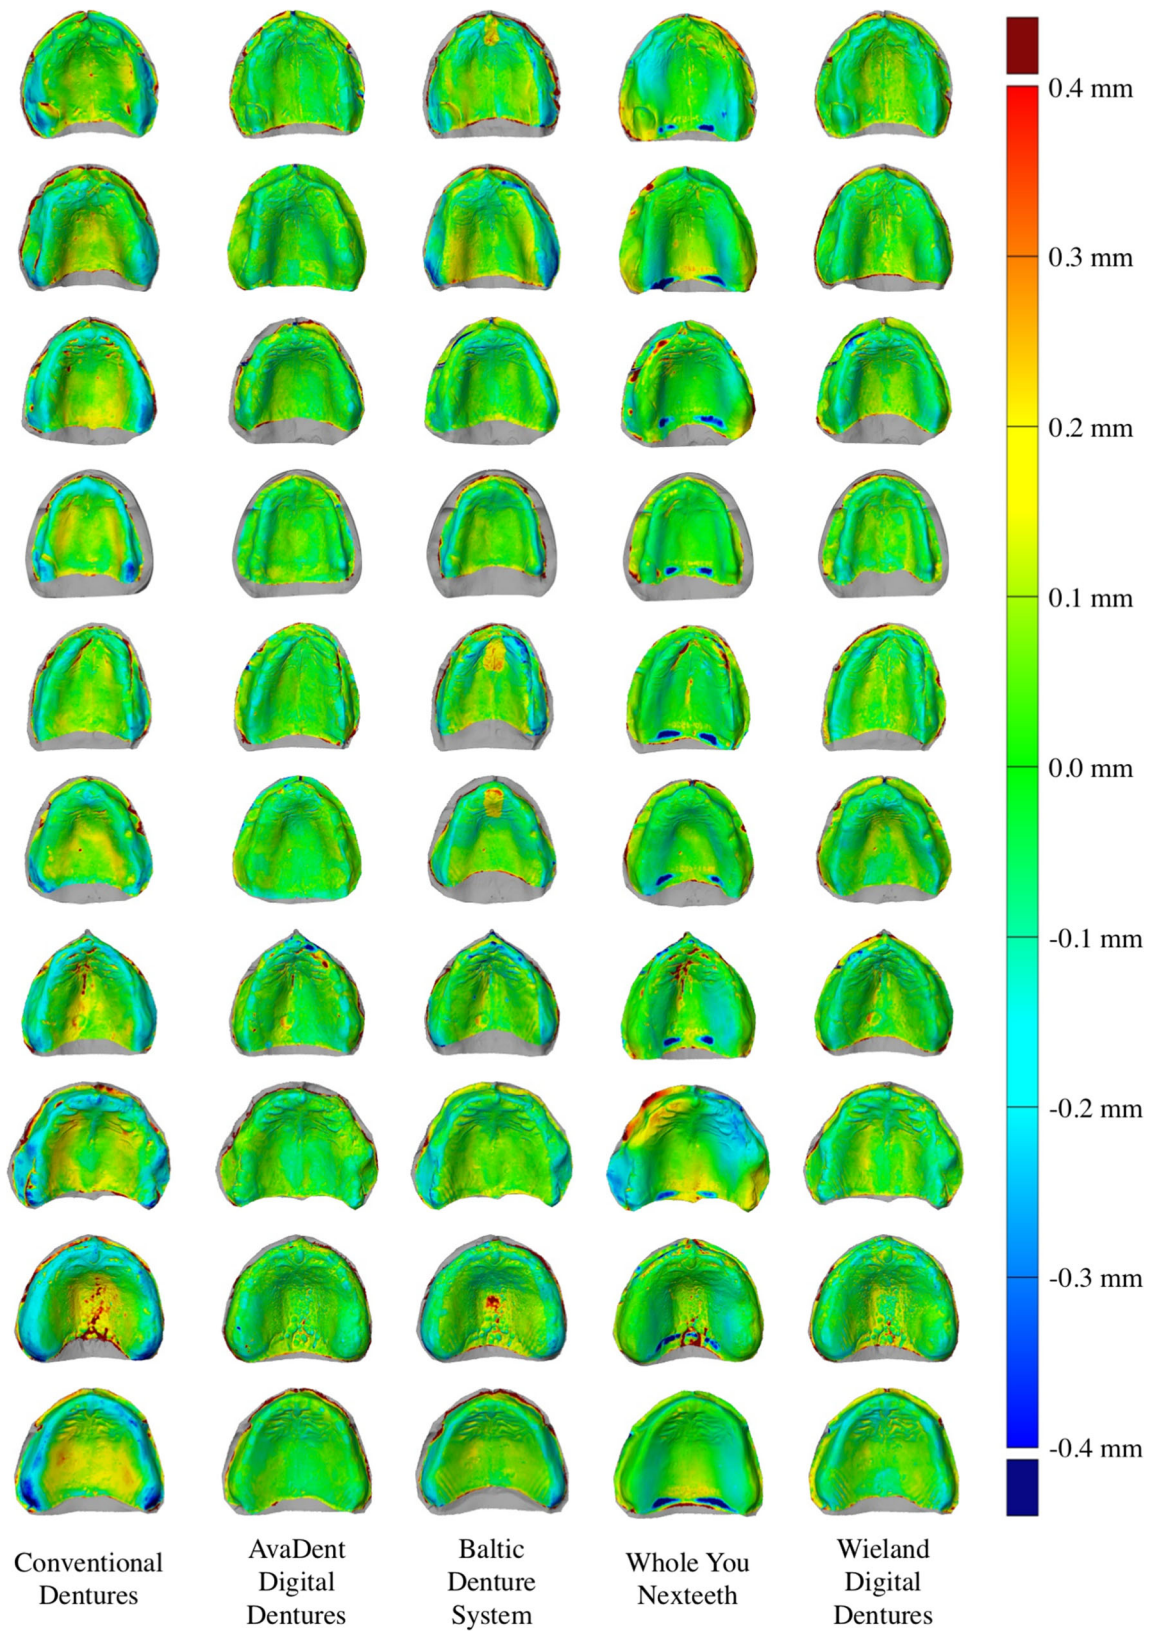 0.4 mm
0.3 mm
0.2 mm
0.1 mm
0.0 mm
-0.1 mm
-0.2 mm
-0.3 mm
-0.4 mm
Conventional
Dentures
AvaDent
Digital
Dentures
Baltic
Denture
System
Whole You
Nexteeth
Wieland
Digital
Dentures